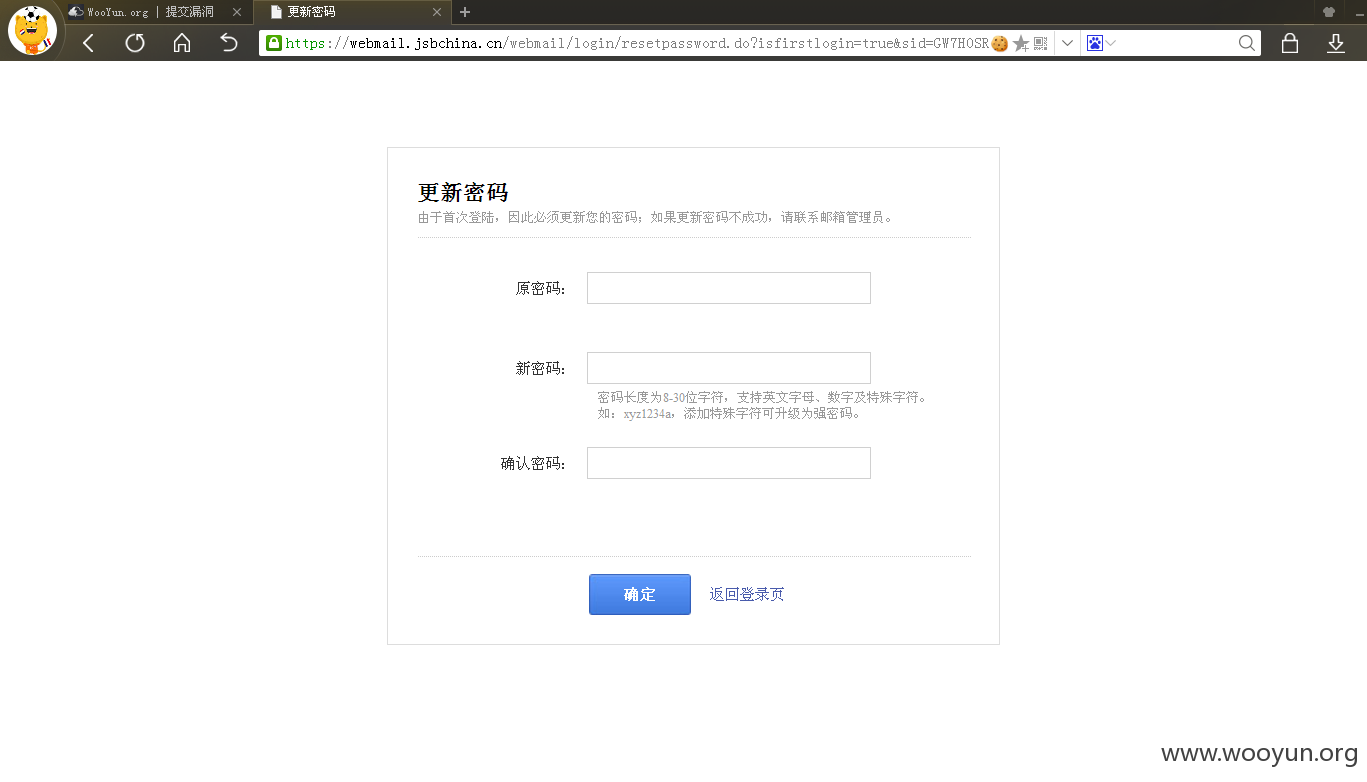 WooYun.org | 提交漏洞
更新密码
https://webmail.jsbchina.cn/webmail/login/resetpassword.do?isfirstlogin=true&sid=GW7HOSR
更新密码
由于首次登陆，因此必须更新您的密码；如果更新密码不成功，请联系邮箱管理员。
原密码：
新密码：
密码长度为8-30位字符，支持英文字母、数字及特殊字符。
如：xyz1234a，添加特殊字符可升级为强密码。
确认密码：
确定
返回登录页
www.wooyun.org